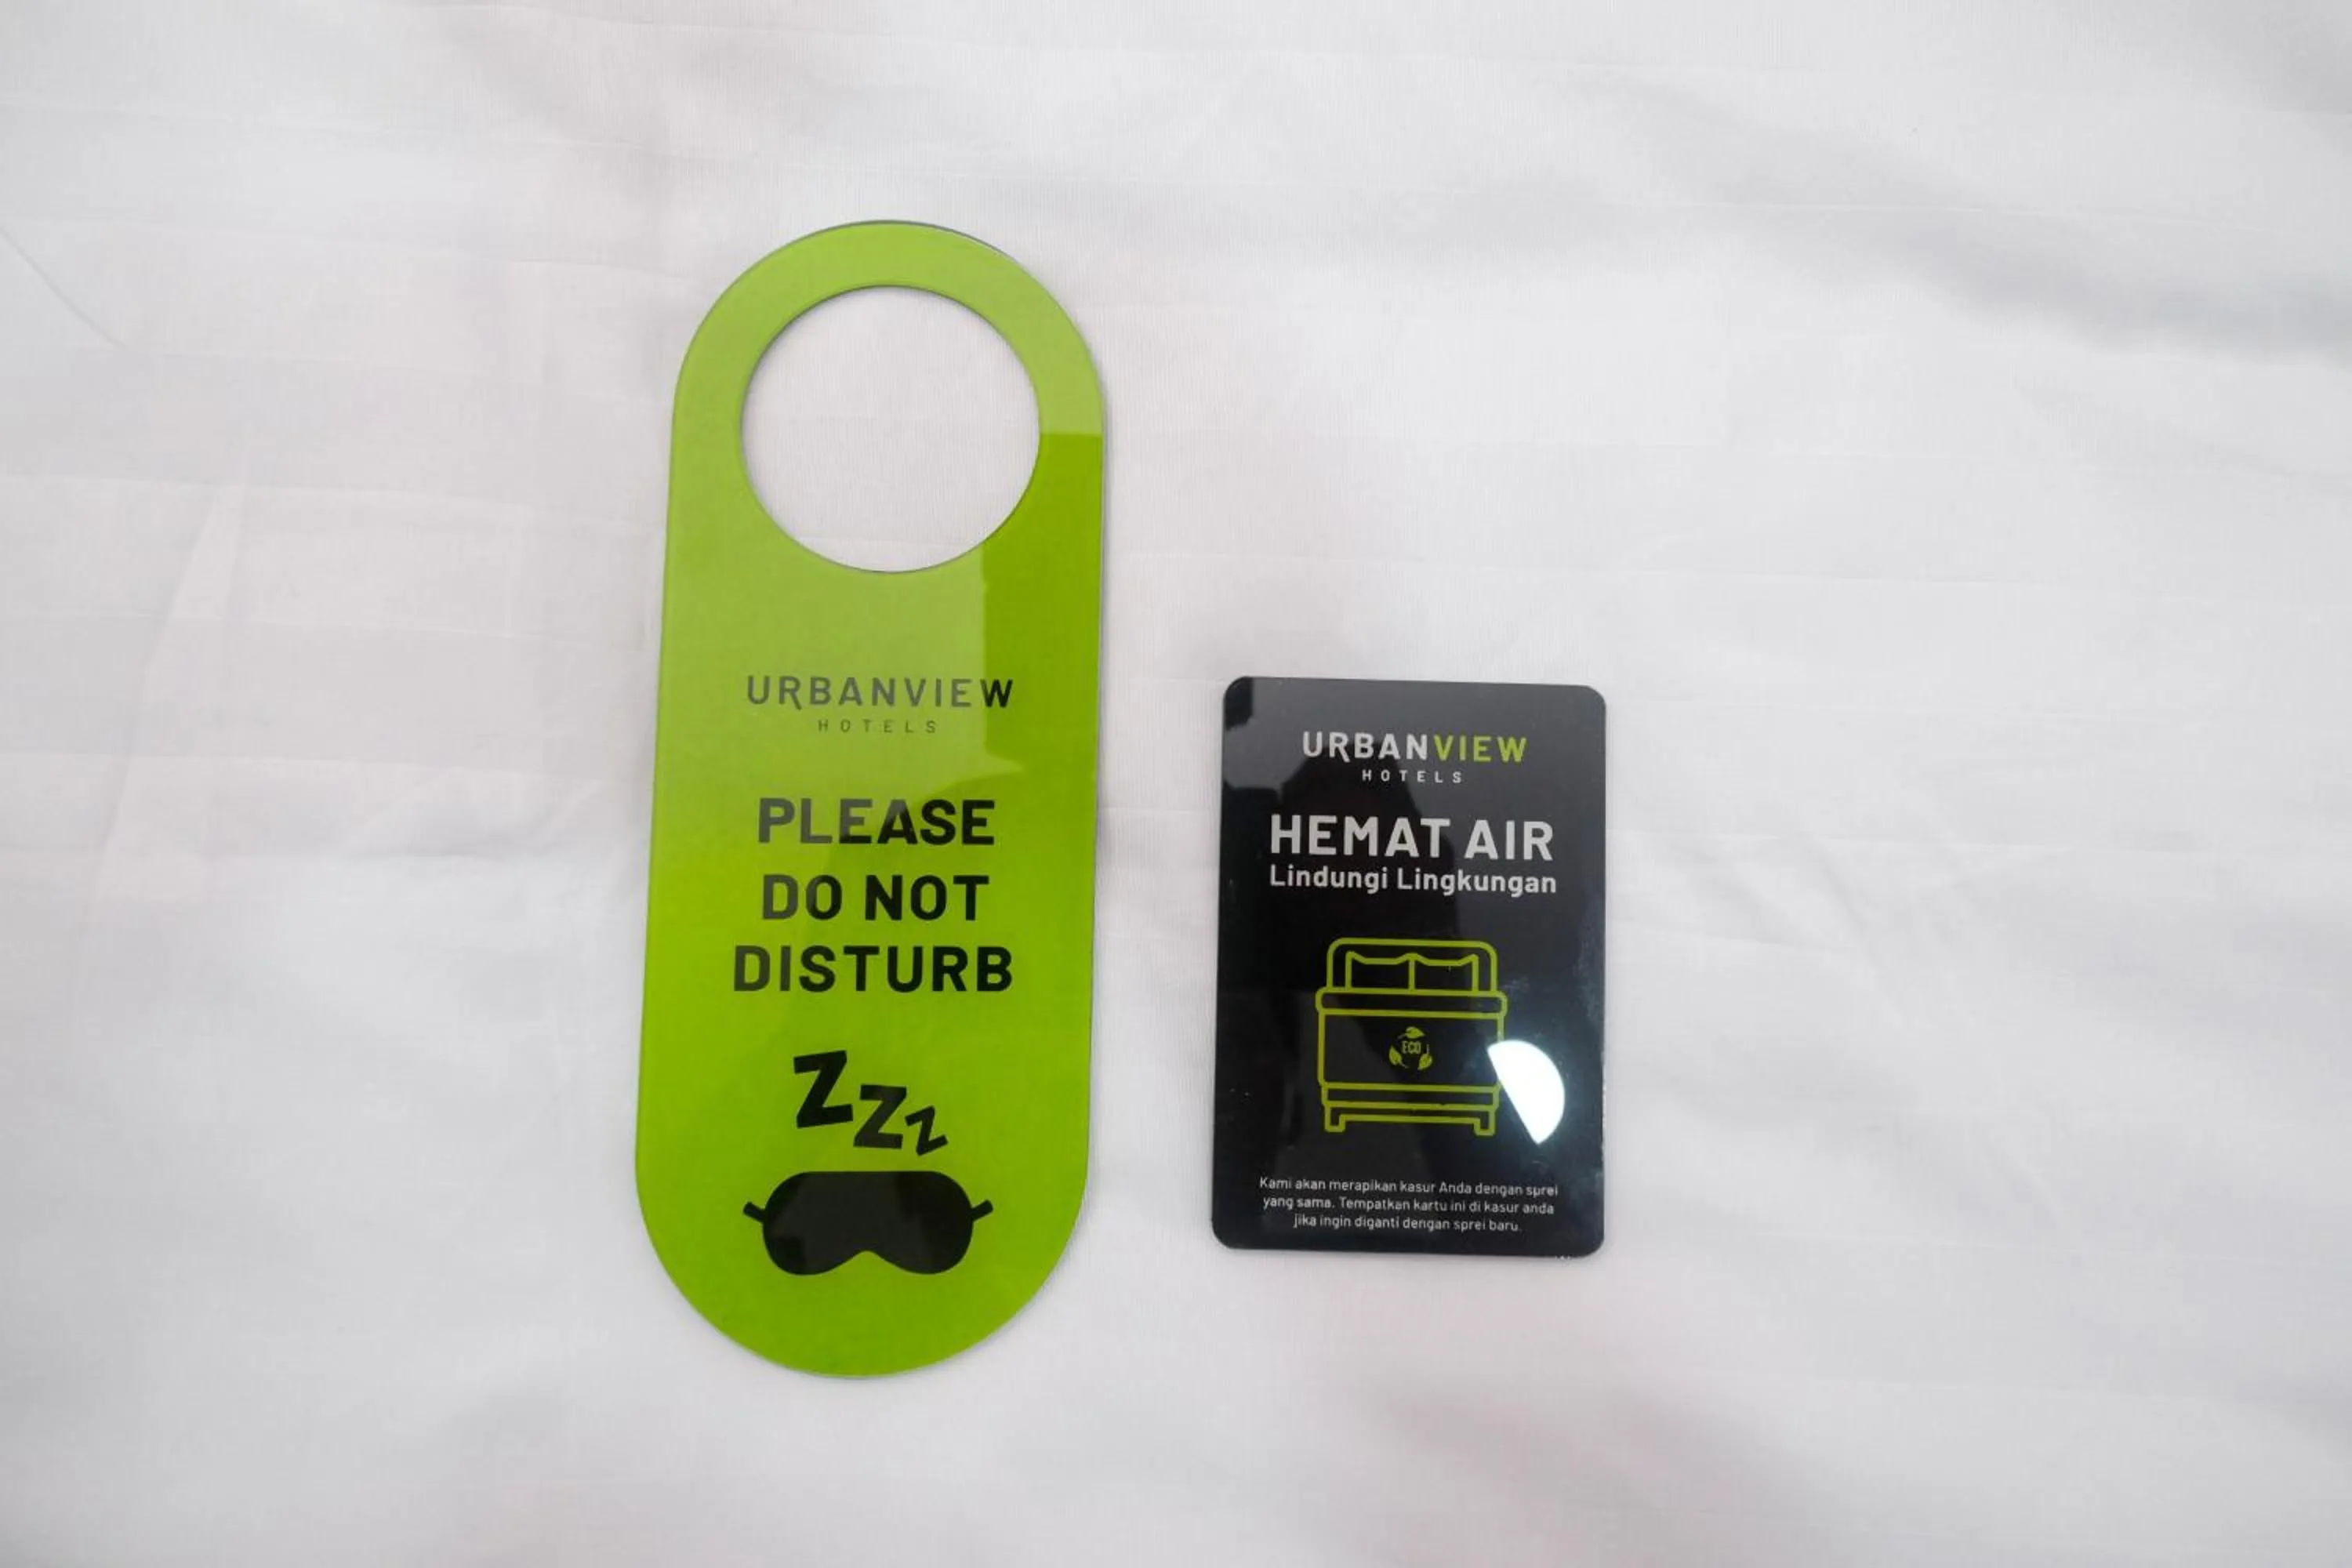 URBANVIEW
HOTELS
PLEASE
DO NOT
DISTURB
ZZZ
URBANVIEW
HOTELS
HEMAT AIR
Lindungi Lingkungan
ECO
Kami akan merapikan kasur Anda dengan sprei
yang sama. Tempatkan kartu ini di kasur anda
jika ingin diganti dengan sprei baru.